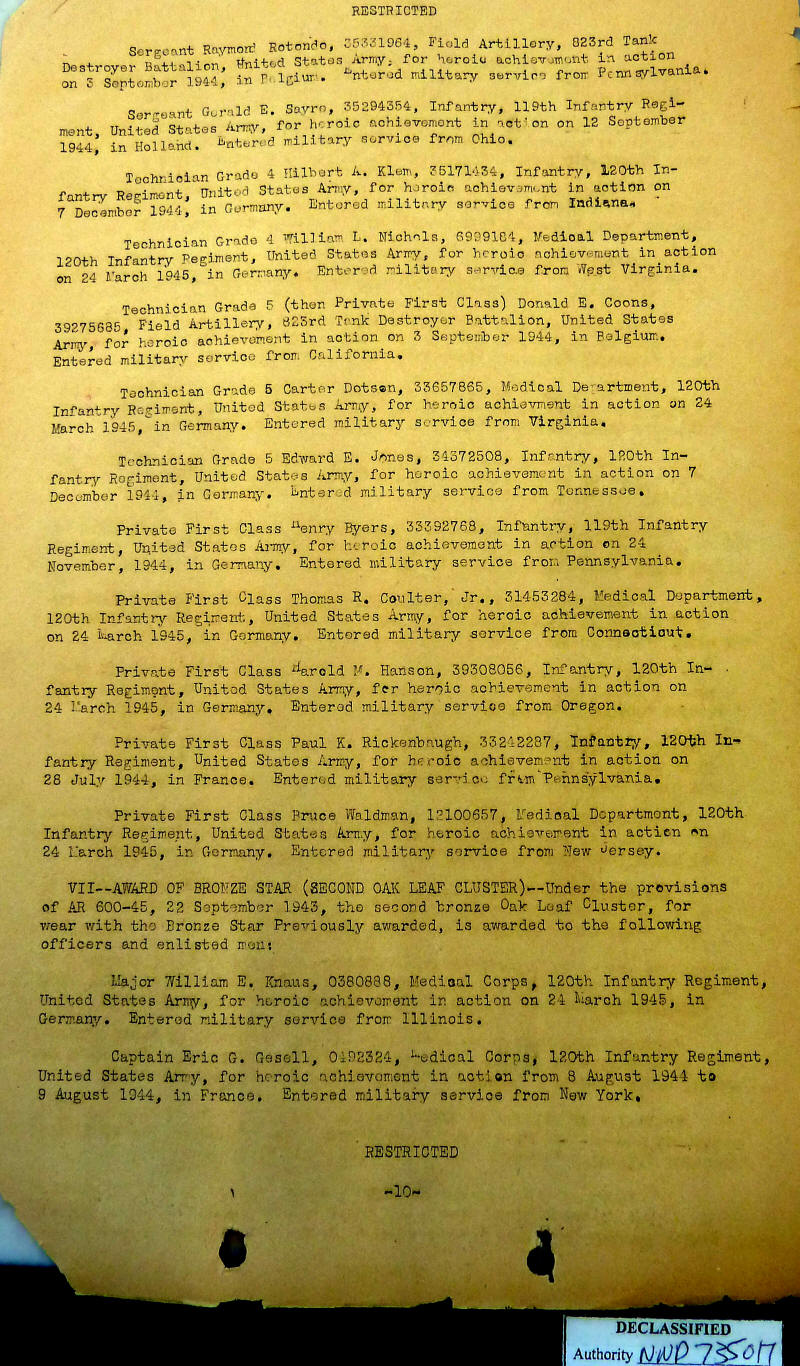 RESTRICTED
Sergeant Raymond Rotondo, 35331964, Field Artillery, 823rd Tank
Destroyer Battalion, United States Army, for heroic achievement in action
on 3 September 1944, in Belgium. Entered military service from Pennsylvania.
Sergeant Gerald E. Sayre, 35294354, Infantry, 119th Infantry Regi-
ment, United States Army, for heroic achievement in action on 12 September
1944, in Holland. Entered military service from Ohio.
Technician Grade 4 Hilbert A. Klem, 35171434, Infantry, 120th In-
fantry Regiment, United States Army, for heroic achievement in action on
7 December 1944, in Germany. Entered military service from Indiana.
Technician Grade 4 William L. Nichols, 6999164, Medical Department,
120th Infantry Regiment, United States Army, for heroic achievement in action
on 24 March 1945, in Germany. Entered military service from West Virginia.
Technician Grade 5 (then Private First Class) Donald E. Coons,
39275685, Field Artillery, 823rd Tank Destroyer Battalion, United States
Army, for heroic achievement in action on 3 September 1944, in Belgium.
Entered military service from California.
Technician Grade 5 Carter Dotson, 33657865, Medical Department, 120th
Infantry Regiment, United States Army, for heroic achievment in action on 24
March 1945, in Germany. Entered military service from Virginia.
Technician Grade 5 Edward E. Jones, 34372508, Infantry, 120th In-
fantry Regiment, United States Army, for heroic achievement in action on 7
December 1944, in Germany. Entered military service from Tennessee.
Private First Class Henry Byers, 33392768, Infantry, 119th Infantry
Regiment, United States Army, for heroic achievement in action on 24
November, 1944, in Germany. Entered military service from Pennsylvania.
Private First Class Thomas R. Coulter, Jr., 31453284, Medical Department,
120th Infantry Regiment, United States Army, for heroic achievement in action
on 24 March 1945, in Germany. Entered military service from Connecticut.
Private First Class Harold M. Hanson, 39308056, Infantry, 120th In-
fantry Regiment, United States Army, for heroic achievement in action on
24 March 1945, in Germany. Entered military service from Oregon.
Private First Class Paul K. Rickenbaugh, 33242287, Infantry, 120th In-
fantry Regiment, United States Army, for heroic achievement in action on
28 July 1944, in France. Entered military service from Pennsylvania.
Private First Class Bruce Waldman, 12100657, Medical Department, 120th
Infantry Regiment, United States Army, for heroic achievement in action on
24 March 1945, in Germany. Entered military service from New Jersey.
VII--AWARD OF BRONZE STAR (SECOND OAK LEAF CLUSTER)--Under the provisions
of AR 600-45, 22 September 1943, the second bronze Oak Leaf Cluster, for
wear with the Bronze Star Previously awarded, is awarded to the following
officers and enlisted men:
Major William E. Knaus, 0380888, Medical Corps, 120th Infantry Regiment,
United States Army, for heroic achievement in action on 24 March 1945, in
Germany. Entered military service from Illinois.
Captain Eric G. Gesell, 0492324, Medical Corps, 120th Infantry Regiment,
United States Army, for heroic achievement in action from 8 August 1944 to
9 August 1944, in France. Entered military service from New York.
RESTRICTED
-10-
DECLASSIFIED
Authority NND 735017